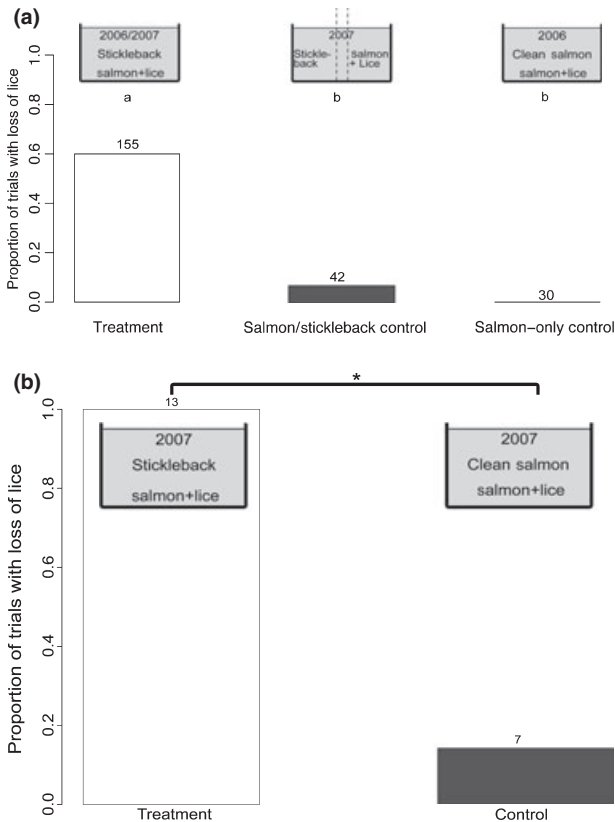 (a)
Proportion of trials with loss of lice
1.0
0.8
0.6
0.4
0.2
0.0
2006/2007
Stickleback
salmon+lice
a
155
Treatment
2007
Stickle-
back
Salmon
+ Lice
b
42
Salmon/stickleback control
2006
Clean salmon
salmon+lice
b
30
Salmon–only control
(b)
Proportion of trials with loss of lice
1.0
0.8
0.6
0.4
0.2
0.0
*
13
2007
Stickleback
salmon+lice
Treatment
2007
Clean salmon
salmon+lice
7
Control